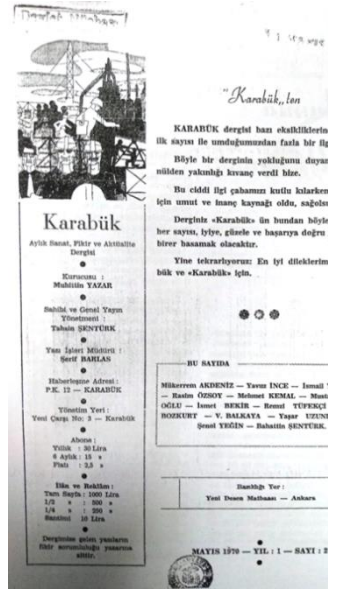 "Karabük„ ten
KARABÜK dergisi bazı eksikliklerin
ilk sayısı ile umduğumuzdan fazla bir ilg
Böyle bir derginin yokluğunu duyan
nülden yakınlığı kıvanç verdi bize.
Bu ciddi ilgi çabamızı kutlu kılarken
için umut ve inanç kaynağı oldu, sağolsu
Dergimiz «Karabük» ün bundan böyle
her sayısı, iyiye, güzele ve başarıya doğru
birer basamak olacaktır.
Yine tekrarlıyoruz: En iyi dileklerim
bük ve «Karabük» için.
BU SAYIDA
Mükerrem AKDENİZ — Yavuz İNCE — İsmail
— Rasim ÖZSOY — Mehmet KEMAL — Must
OĞLU — İsmet BEKİR — Remzi TÜFEKÇİ
BOZKURT — V. BALKAYA — Yaşar UZUN
Şenol YEĞİN — Bahattin ŞENTÜRK.
Basıldığı Yer :
Yeni Desen Matbaası — Ankara
MAYIS 1970 — YIL : 1 — SAYI : 2
Karabük
Aylık Sanat, Fikir ve Aktüalite
Dergisi
Kurucusu :
Muhittin YAZAR
Sahibi ve Genel Yayın
Yönetmeni :
Tahsin ŞENTÜRK
Yazı İşleri Müdürü :
Şerif BARLAS
Haberleşme Adresi :
P.K. 12 — KARABÜK
Yönetim Yeri :
Yeni Çarşı No: 3 — Karabük
Abone :
Yıllık : 30 Lira
6 Aylık : 15 »
Fiatı : 2,5 »
İlân ve Reklâm :
Tam Sayfa : 1000 Lira
1/2 » : 500 »
1/4 » : 250 »
Santimi 10 Lira
Dergimize gelen yazıların
fikir sorumluluğu yazarına
aittir.